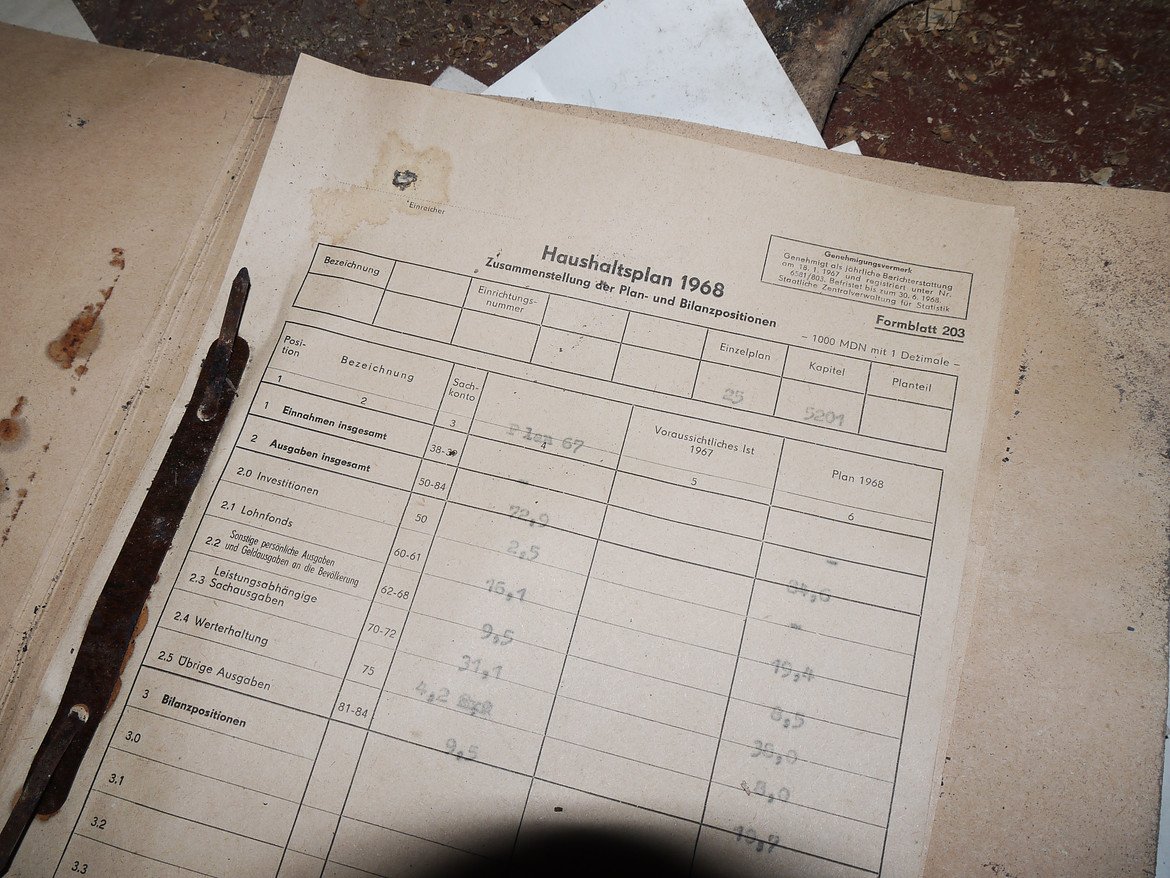 Einreicher
Haushaltsplan 1968
Zusammenstellung der Plan- und Bilanzpositionen
Genehmigungsvermerk
Genehmigt als jährliche Berichterstattung
am 18. 1. 1967 und registriert unter Nr.
6581/803. Befristet bis zum 30. 6. 1968
Staatliche Zentralverwaltung für Statistik
Formblatt 203
– 1000 MDN mit 1 Dezimale –
Bezeichnung
Einrichtungs-
nummer
Einzelplan
Kapitel
Planteil
25
5201
Posi-
tion
Bezeichnung
Sach-
konto
Plan 67
Voraussichtliches Ist
1967
Plan 1968
1 2 3 4 5 6
1 Einnahmen insgesamt 38-39 - -
2 Ausgaben insgesamt 50-84 72,9
2.0 Investitionen 50 2,5 -
2.1 Lohnfonds 60-61 16,1 19,4
2.2 Sonstige persönliche Ausgaben
und Geldausgaben an die Bevölkerung 62-68 9,5 8,5
2.3 Leistungsabhängige
Sachausgaben 70-72 31,1 38,0
2.4 Werterhaltung 75 4,2 8,0
2.5 Übrige Ausgaben 81-84 9,5
3 Bilanzpositionen
3.0
3.1
3.2
3.3